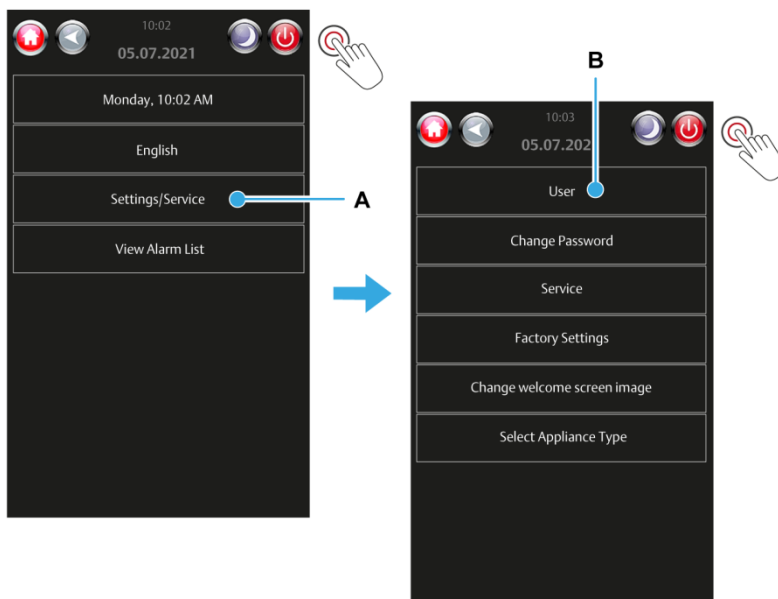 10:02
05.07.2021
Monday, 10:02 AM
English
Settings/Service
View Alarm List
A
B
10:03
05.07.202
User
Change Password
Service
Factory Settings
Change welcome screen image
Select Appliance Type